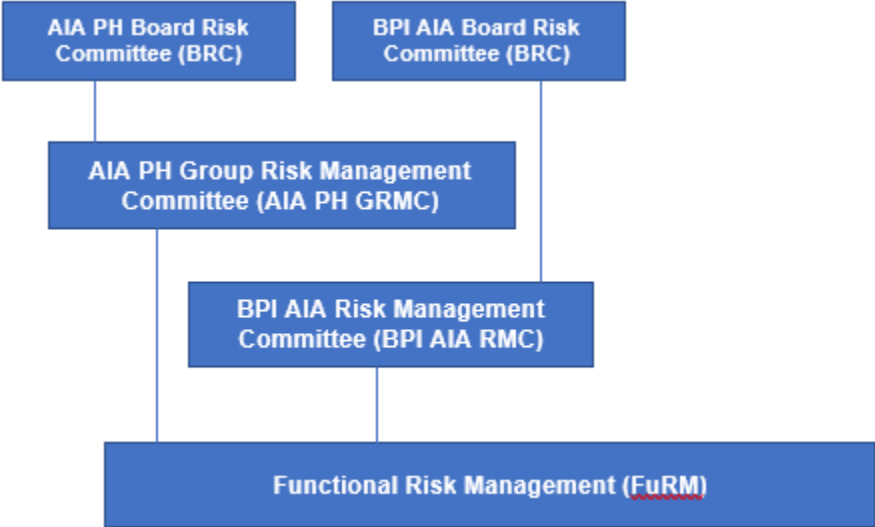 AIA PH Board Risk
Committee (BRC)
BPI AIA Board Risk
Committee (BRC)
AIA PH Group Risk Management
Committee (AIA PH GRMC)
BPI AIA Risk Management
Committee (BPI AIA RMC)
Functional Risk Management (FuRM)